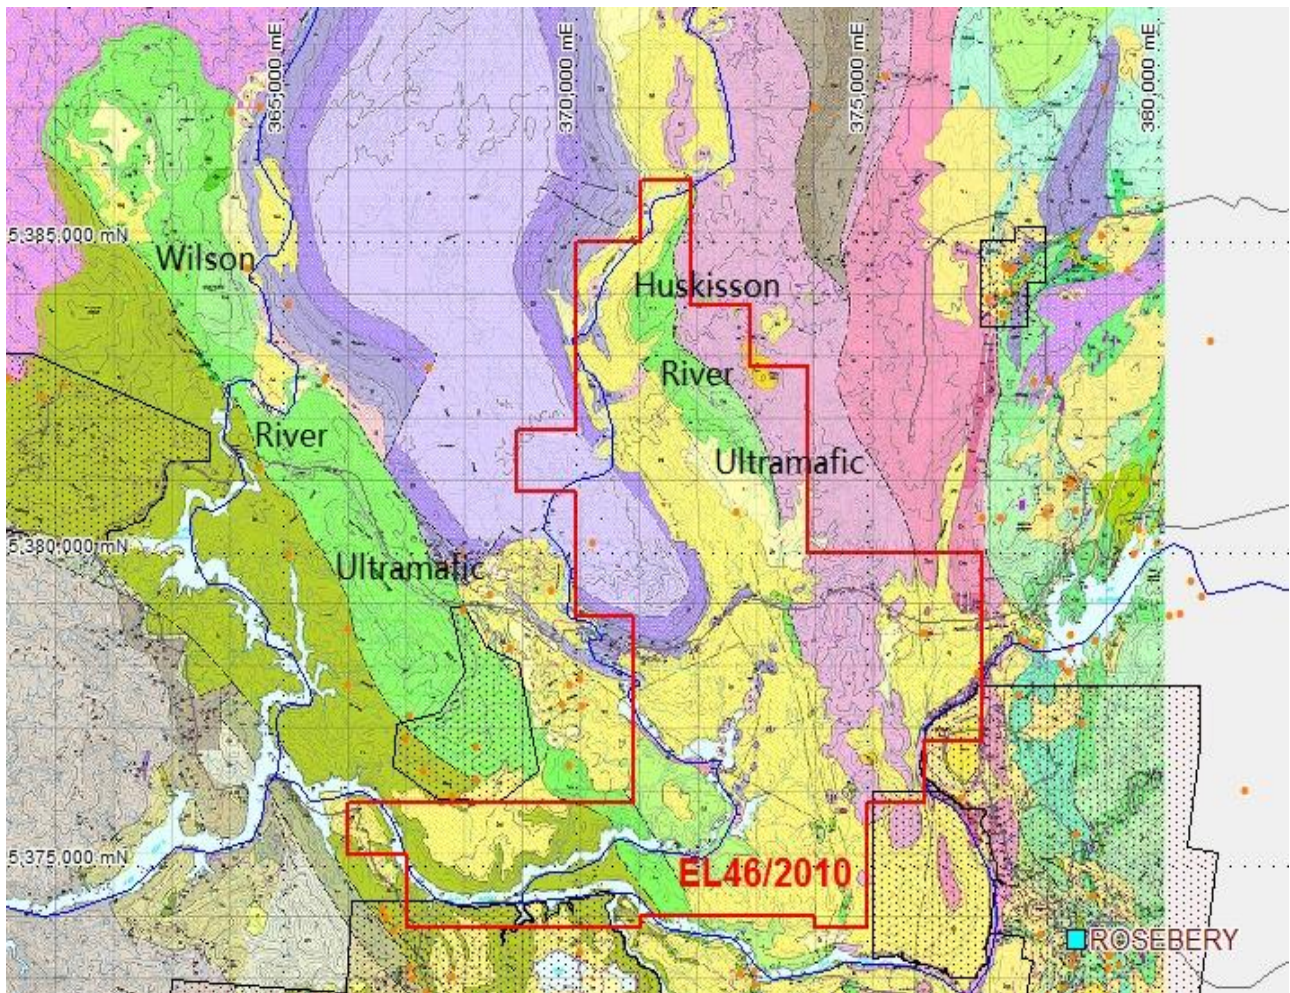 365,000 mE
370,000 mE
375,000 mE
380,000 mE
5,385,000 mN
Wilson
Huskisson
River
River
Ultramafic
5,380,000 mN
Ultramafic
5,375,000 mN
EL46/2010
ROSEBERY